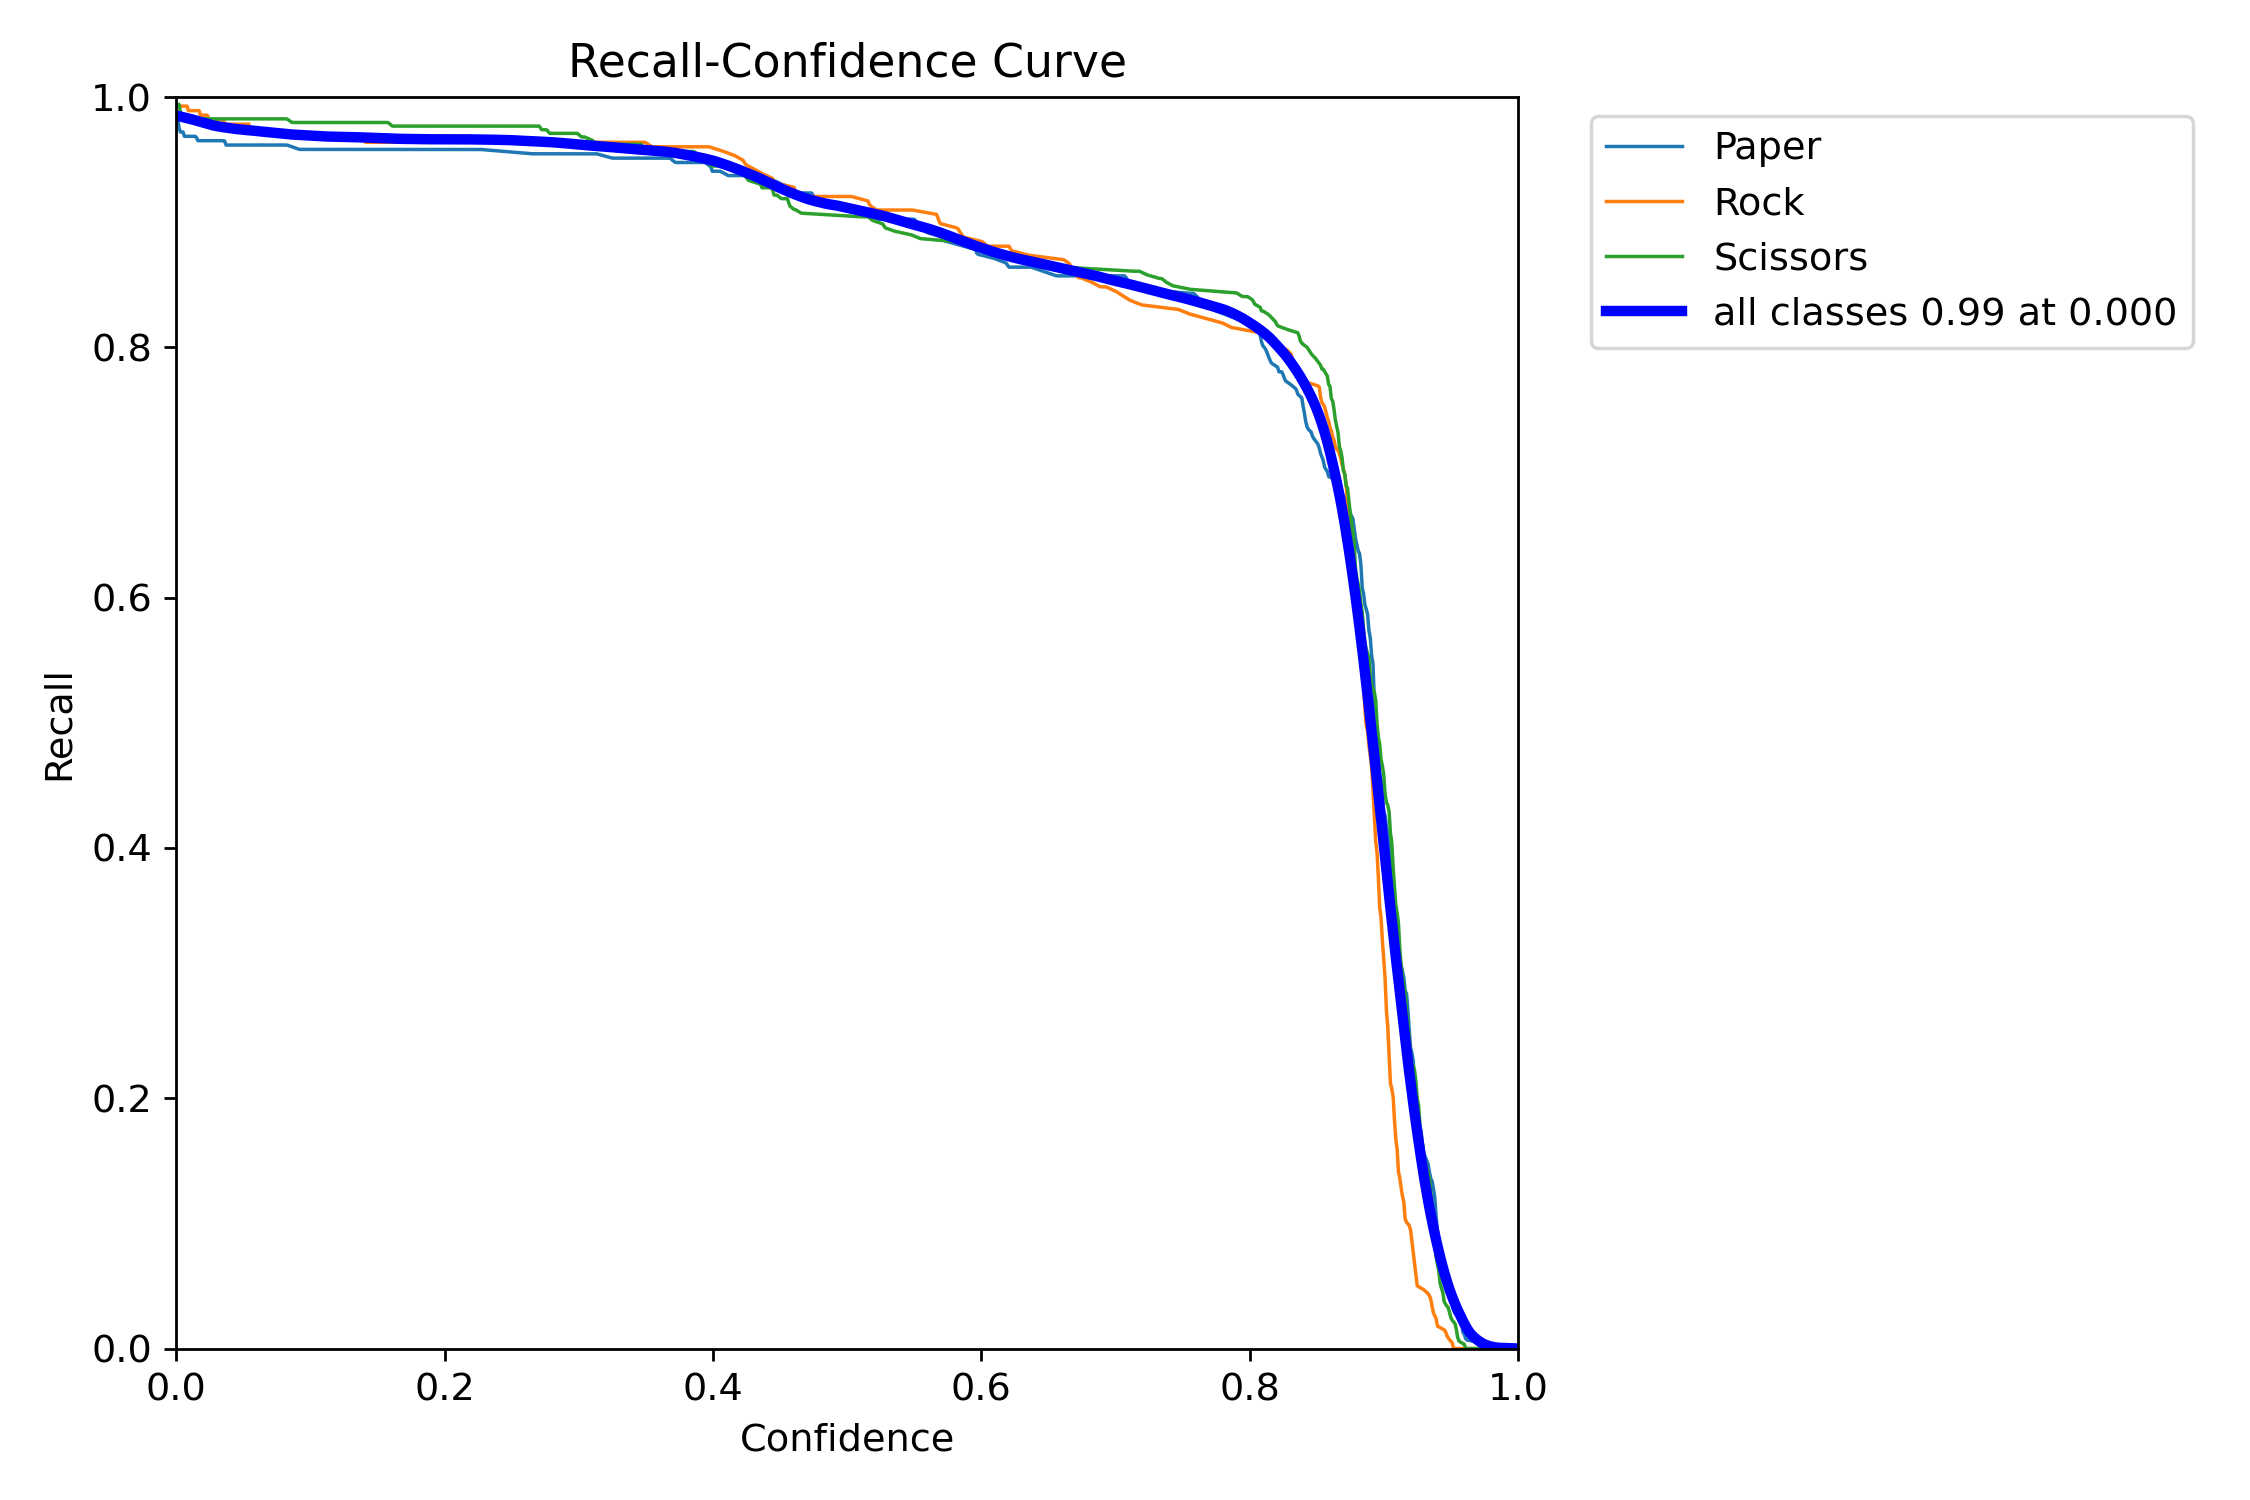 Recall-Confidence Curve
1.0
0.8
0.6
0.4
0.2
0.0
Recall
0.0 0.2 0.4 0.6 0.8 1.0
Confidence
Paper
Rock
Scissors
all classes 0.99 at 0.000